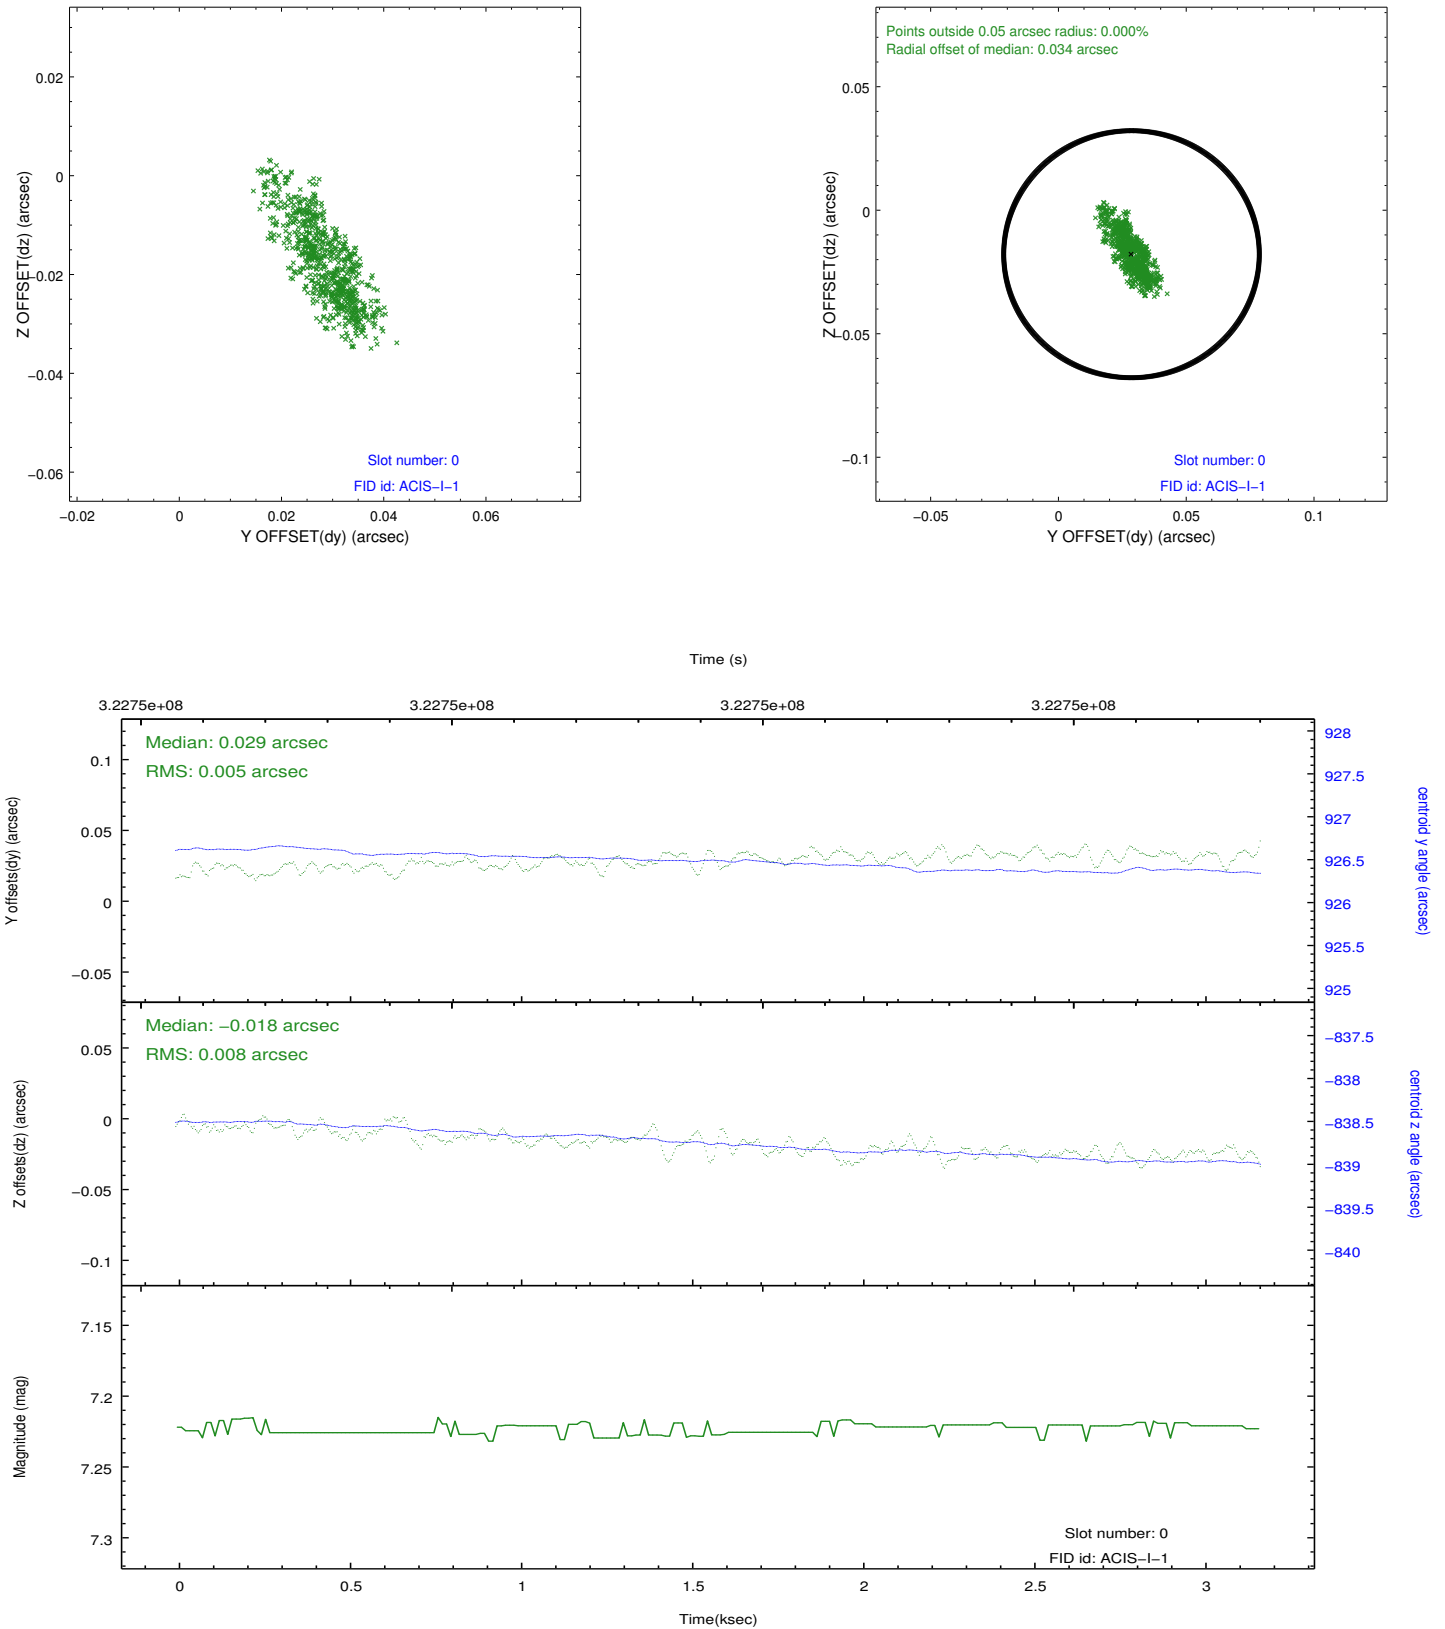 0.02
0
−0.02
−0.04
−0.06
Z OFFSET(dz) (arcsec)
Slot number: 0
FID id: ACIS−I−1
−0.02
0
0.02
0.04
0.06
Y OFFSET(dy) (arcsec)
Points outside 0.05 arcsec radius: 0.000%
Radial offset of median: 0.034 arcsec
0.05
0
−0.05
−0.1
Z OFFSET(dz) (arcsec)
Slot number: 0
FID id: ACIS−I−1
−0.05
0
0.05
0.1
Y OFFSET(dy) (arcsec)
Time (s)
3.2275e+08
3.2275e+08
3.2275e+08
3.2275e+08
Median: 0.029 arcsec
RMS: 0.005 arcsec
0.1
0.05
0
−0.05
Y offsets(dy) (arcsec)
928
927.5
927
926.5
926
925.5
925
centroid y angle (arcsec)
Median: −0.018 arcsec
RMS: 0.008 arcsec
0.05
0
−0.05
−0.1
Z offsets(dz) (arcsec)
−837.5
−838
−838.5
−839
−839.5
−840
centroid z angle (arcsec)
7.15
7.2
7.25
7.3
Magnitude (mag)
Slot number: 0
FID id: ACIS−I−1
0
0.5
1
1.5
2
2.5
3
Time(ksec)